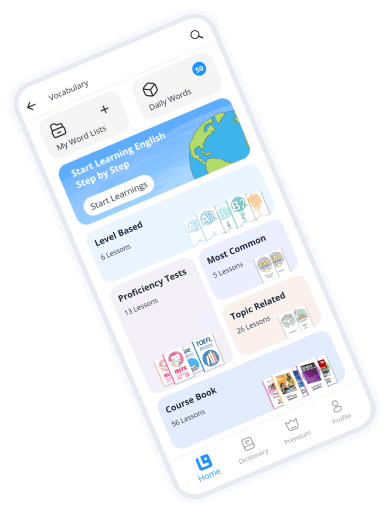 Vocabulary
My Word Lists
50
Daily Words
Start Learning English
Step by Step
Start Learnings
Level Based
6 Lessons
A1
A2
B1
B2
Most Common
5 Lessons
Proficiency Tests
13 Lessons
IELTS
TOEFL
Topic Related
26 Lessons
Course Book
56 Lessons
Home
Dictionary
Premium
Profile